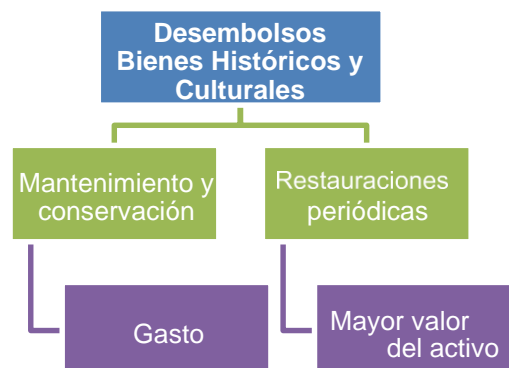 Desembolsos
Bienes Históricos y
Culturales
Mantenimiento y
conservación
Restauraciones
periódicas
Gasto
Mayor valor
del activo